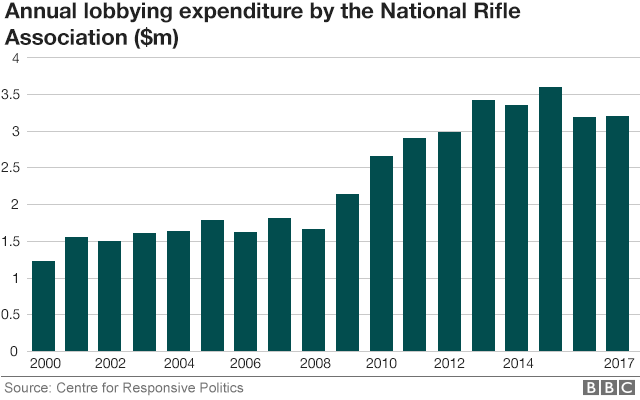 Annual lobbying expenditure by the National Rifle
Association ($m)
4
3.5
3
2.5
2
1.5
1
0.5
0
2000 2002 2004 2006 2008 2010 2012 2014 2017
Source: Centre for Responsive Politics
BBC